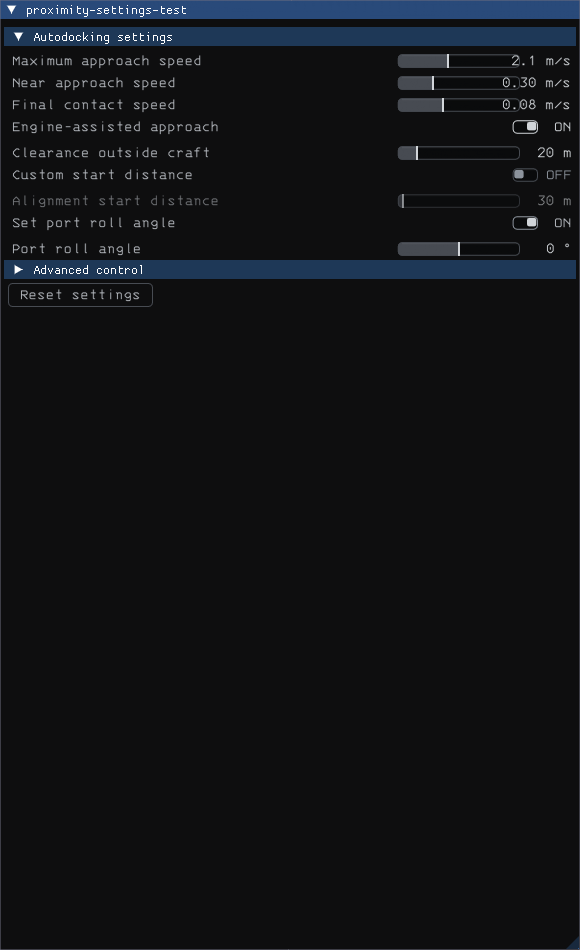 proximity-settings-test
Autodocking settings
Maximum approach speed 2.1 m/s
Near approach speed 0.30 m/s
Final contact speed 0.08 m/s
Engine-assisted approach ON
Clearance outside craft 20 m
Custom start distance OFF
Alignment start distance 30 m
Set port roll angle ON
Port roll angle 0 °
Advanced control
Reset settings